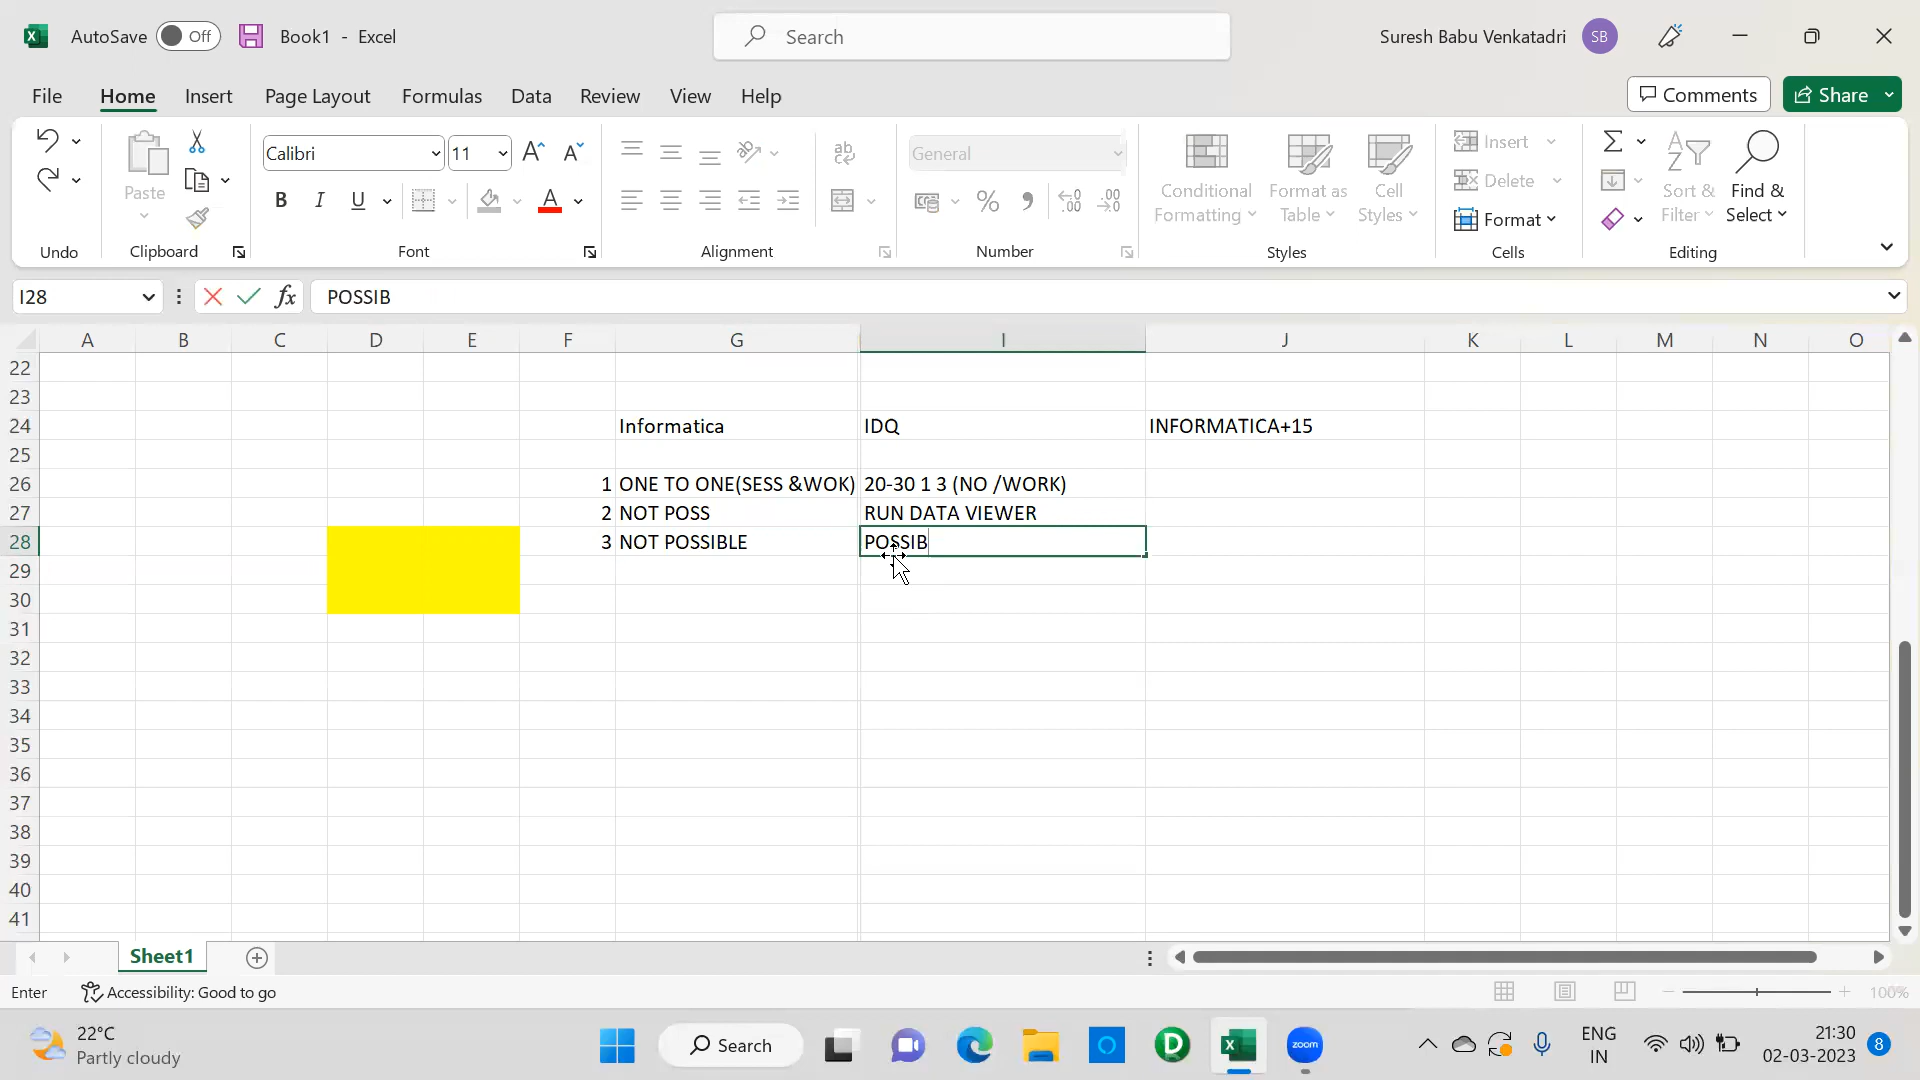 AutoSave Off Book1 - Excel Search Suresh Babu Venkatadri SB
File Home Insert Page Layout Formulas Data Review View Help Comments Share
Calibri 11 ab General Insert
Paste Conditional Format as Cell Delete Sort & Find &
B I U A % Formatting Table Styles Format Filter Select
Undo Clipboard Font Alignment Number Styles Cells Editing
I28 fx POSSIB
A B C D E F G I J K L M N O
22
23
24 Informatica IDQ INFORMATICA+15
25
26 1 ONE TO ONE(SESS &WOK) 20-30 1 3 (NO /WORK)
27 2 NOT POSS RUN DATA VIEWER
28 3 NOT POSSIBLE POSSIB
29
30
31
32
33
34
35
36
37
38
39
40
41
Sheet1
Enter Accessibility: Good to go 100%
22°C Search zoom ENG 21:30
Partly cloudy IN 02-03-2023 8